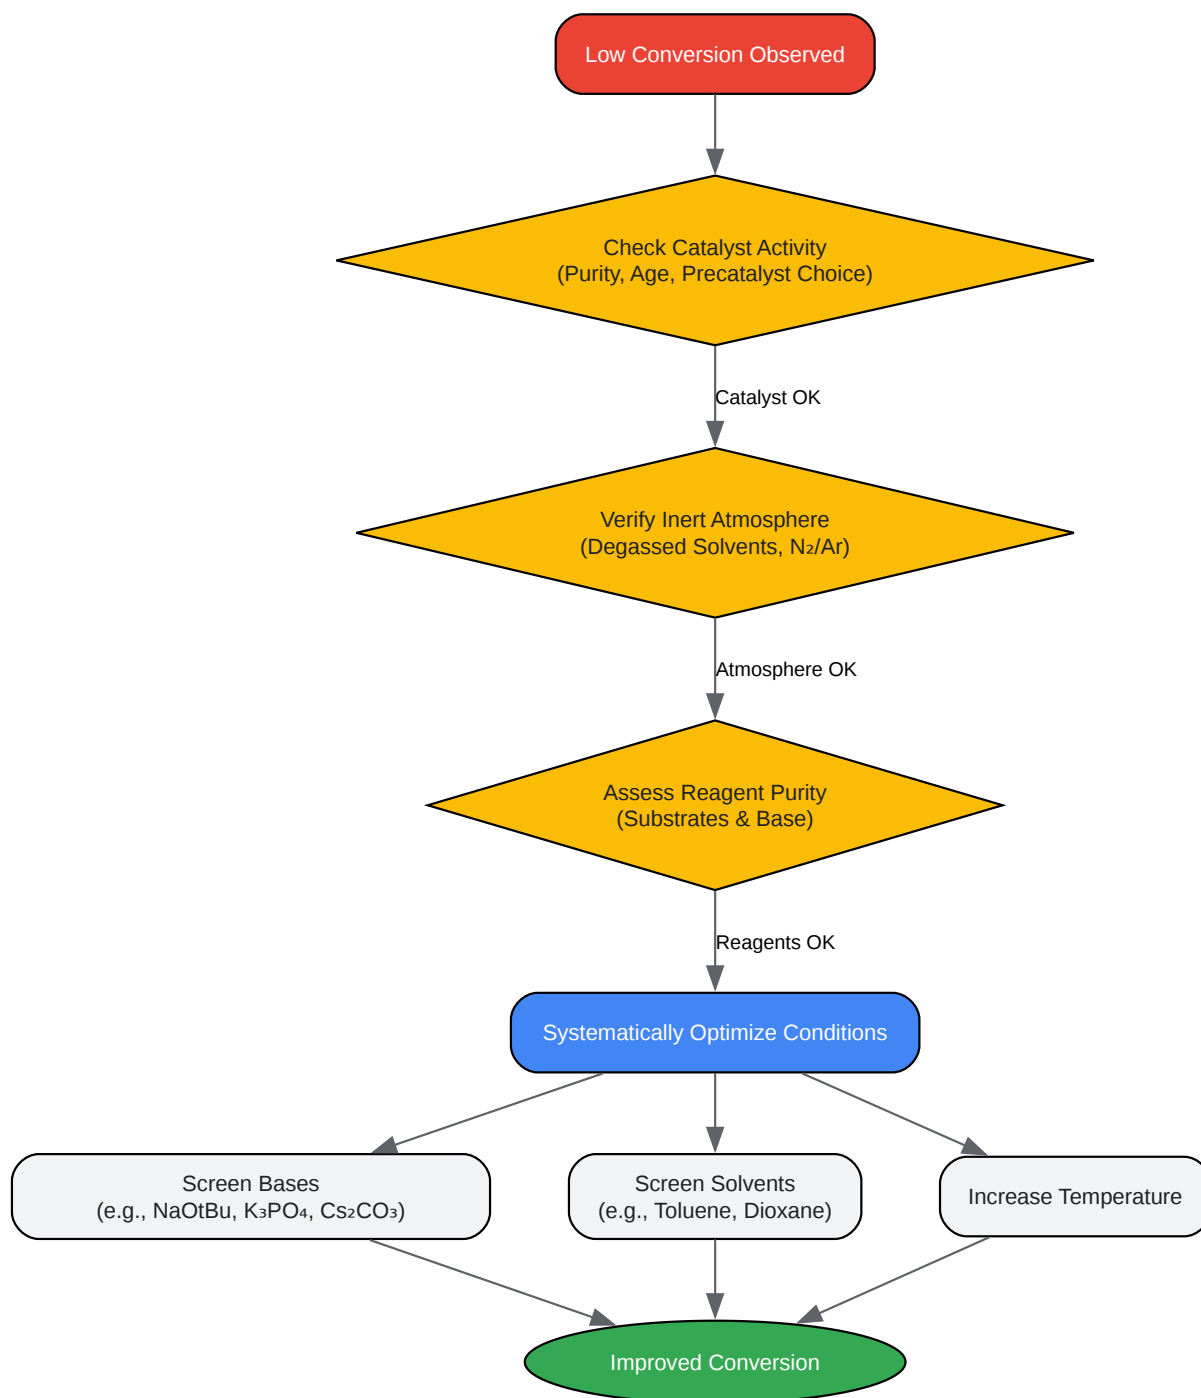 Low Conversion Observed
Check Catalyst Activity
(Purity, Age, Precatalyst Choice)
Catalyst OK
Verify Inert Atmosphere
(Degassed Solvents, N₂/Ar)
Atmosphere OK
Assess Reagent Purity
(Substrates & Base)
Reagents OK
Systematically Optimize Conditions
Screen Bases
(e.g., NaOtBu, K₃PO₄, Cs₂CO₃)
Screen Solvents
(e.g., Toluene, Dioxane)
Increase Temperature
Improved Conversion